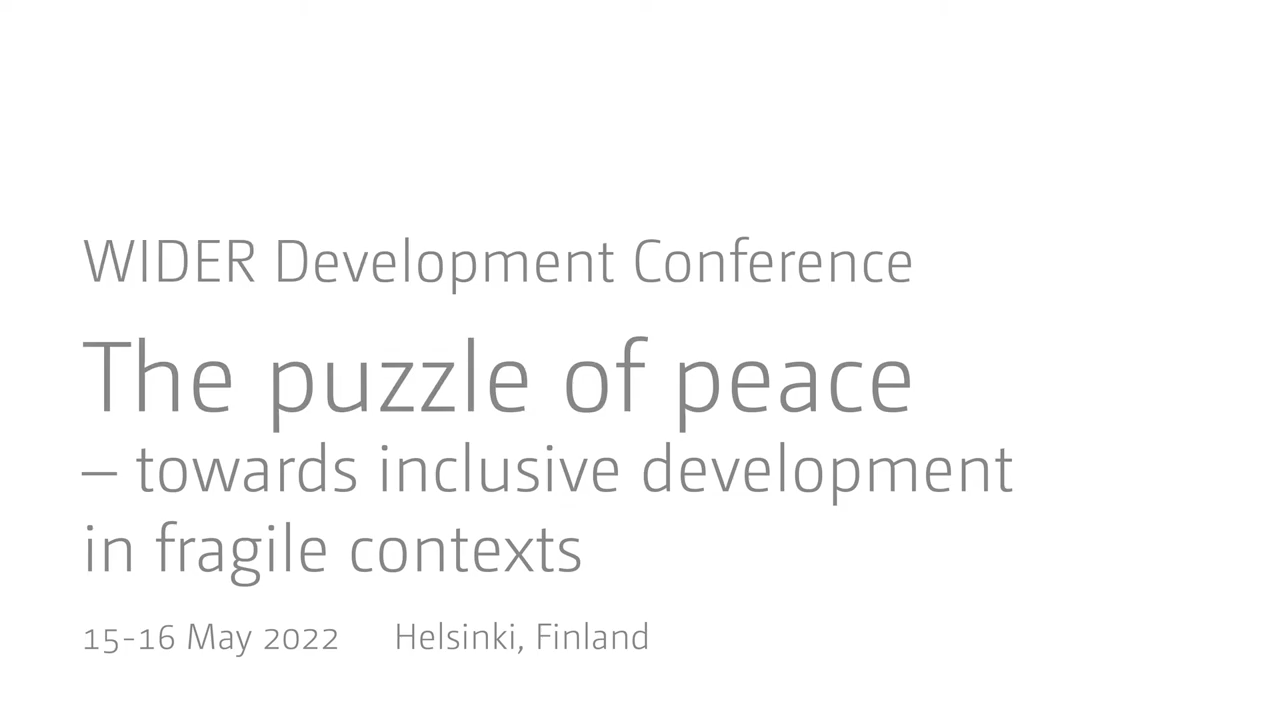 WIDER Development Conference
The puzzle of peace
– towards inclusive development
in fragile contexts
15-16 May 2022 Helsinki, Finland